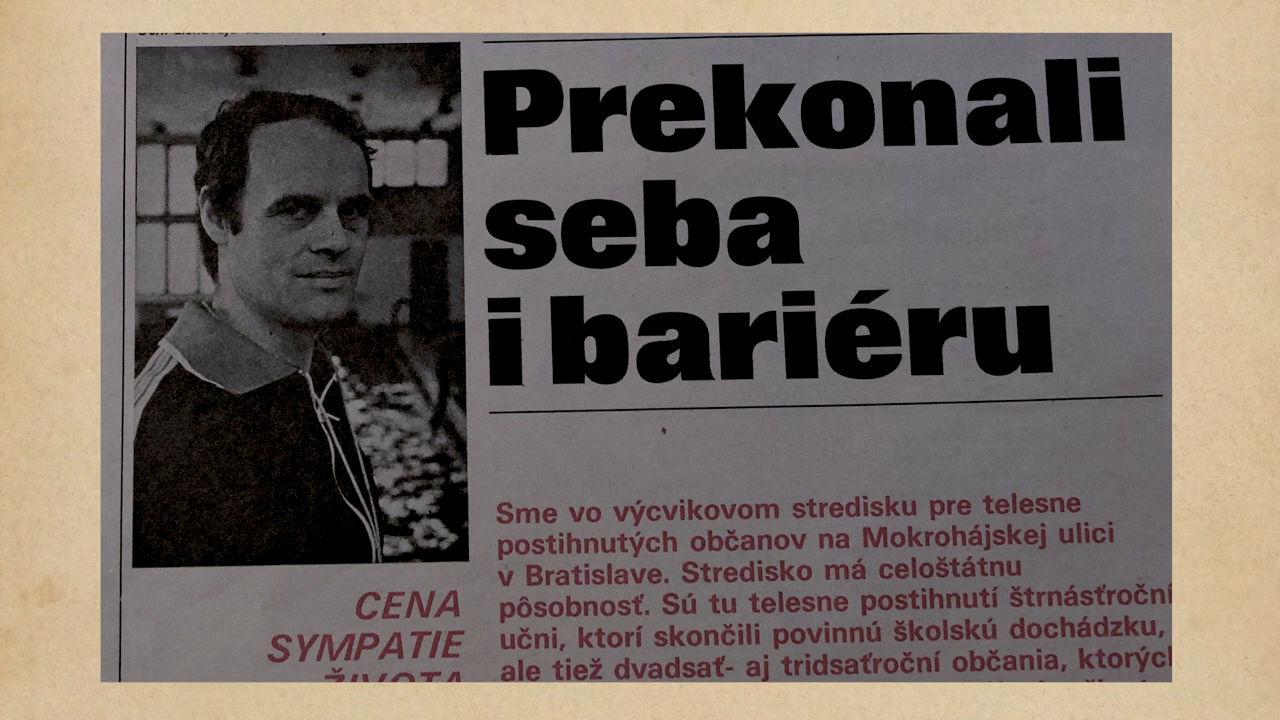 Prekonali
seba
i bariéru
Sme vo výcvikovom stredisku pre telesne
postihnutých občanov na Mokrohájskej ulici
v Bratislave. Stredisko má celoštátnu
pôsobnosť. Sú tu telesne postihnutí štrnásťroční
učni, ktorí skončili povinnú školskú dochádzku,
ale tiež dvadsať- aj tridsaťroční občania, ktorých
CENA
SYMPATIE
ŽIVOTA